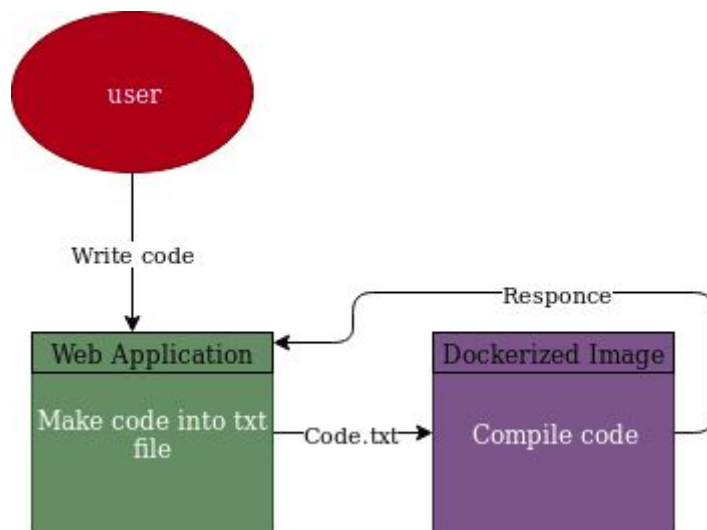 user
Write code
Responce
Web Application
Dockerized Image
Make code into txt
file
Code.txt
Compile code